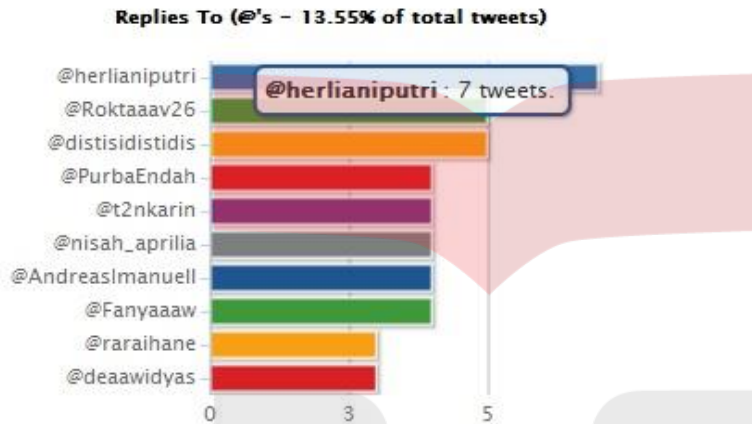 Replies To (@'s - 13.55% of total tweets)
@herlianiputri
@herlianiputri : 7 tweets.
@Roktaaav26
@distisidistidis
@PurbaEndah
@t2nkarin
@nisah_aprilia
@AndreasImanuell
@Fanyaaaw
@raraihane
@deaawidyas
0 3 5